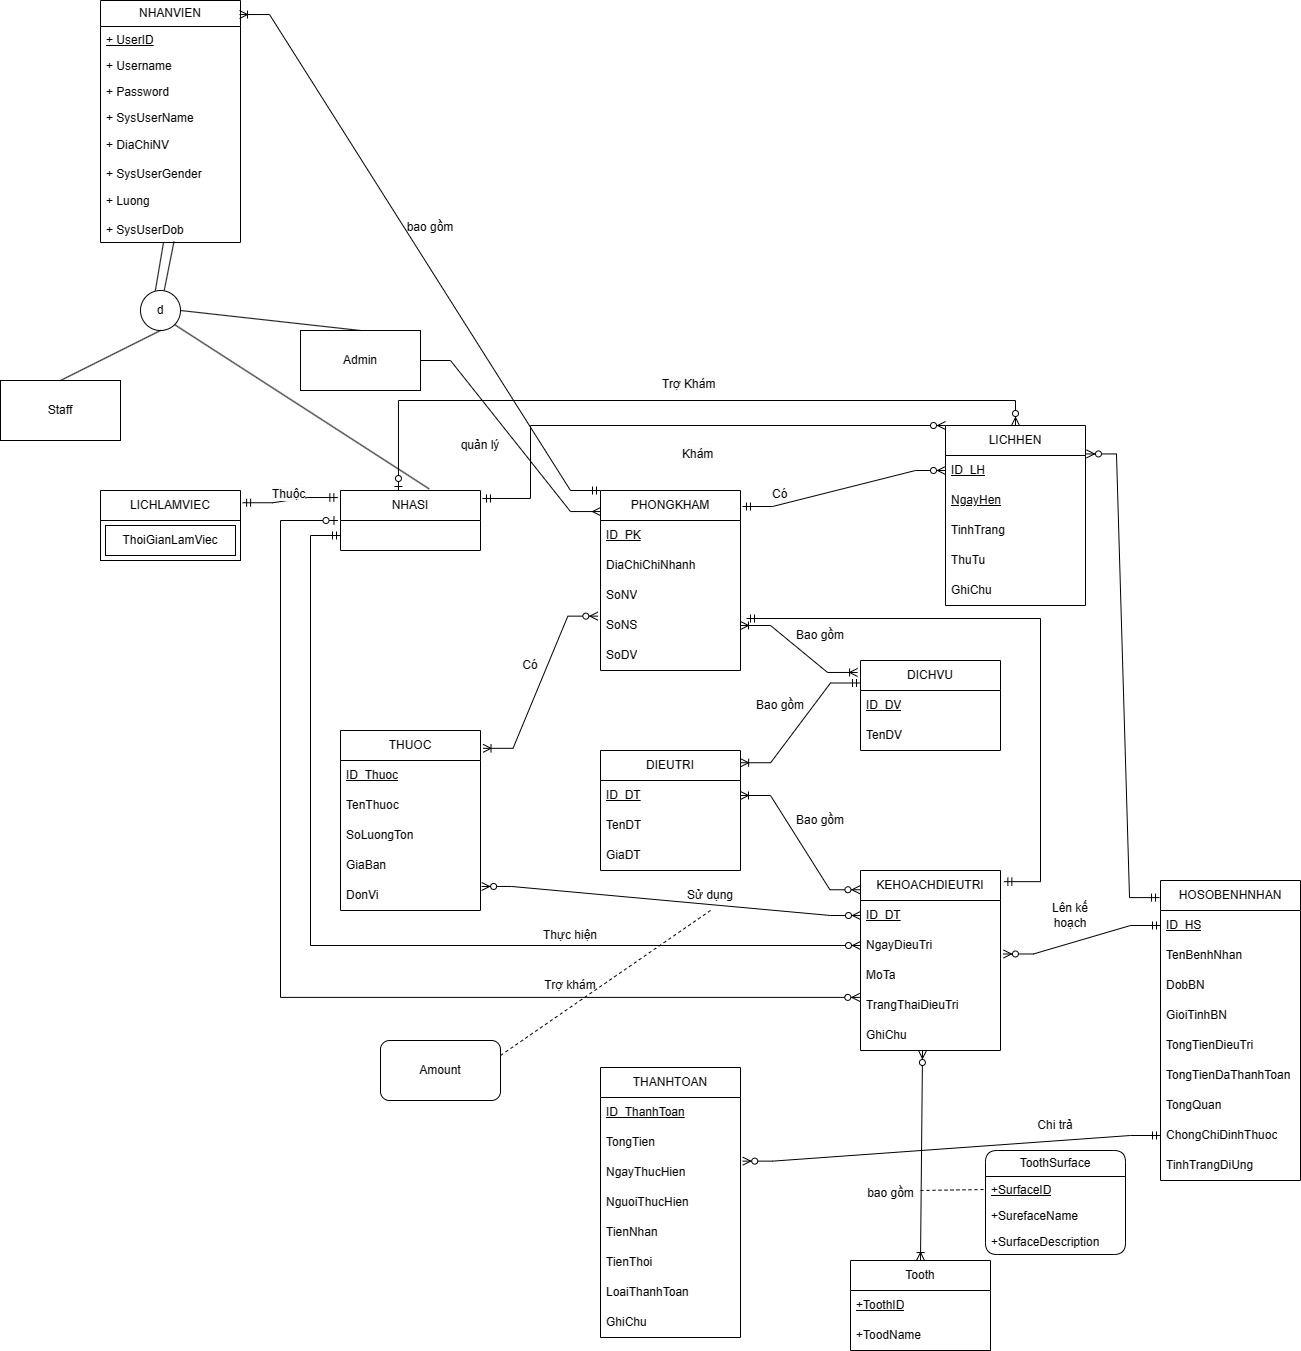 NHANVIEN
+ UserID
+ Username
+ Password
+ SysUserName
+ DiaChiNV
+ SysUserGender
+ Luong
+ SysUserDob
bao gồm
d
Admin
Staff
Trợ Khám
quản lý
Khám
LICHHEN
ID_LH
NgayHen
TinhTrang
ThuTu
GhiChu
Thuộc
LICHLAMVIEC
ThoiGianLamViec
NHASI
Có
PHONGKHAM
ID_PK
DiaChiChiNhanh
SoNV
SoNS
SoDV
Bao gồm
Có
DICHVU
ID_DV
TenDV
Bao gồm
THUOC
ID_Thuoc
TenThuoc
SoLuongTon
GiaBan
DonVi
DIEUTRI
ID_DT
TenDT
GiaDT
Bao gồm
KEHOACHDIEUTRI
ID_DT
NgayDieuTri
MoTa
TrangThaiDieuTri
GhiChu
Sử dụng
Thực hiện
Trợ khám
Lên kế
hoạch
HOSOBENHNHAN
ID_HS
TenBenhNhan
DobBN
GioiTinhBN
TongTienDieuTri
TongTienDaThanhToan
TongQuan
ChongChiDinhThuoc
TinhTrangDiUng
Amount
THANHTOAN
ID_ThanhToan
TongTien
NgayThucHien
NguoiThucHien
TienNhan
TienThoi
LoaiThanhToan
GhiChu
Chi trả
bao gồm
ToothSurface
+SurfaceID
+SurefaceName
+SurfaceDescription
Tooth
+ToothID
+ToodName